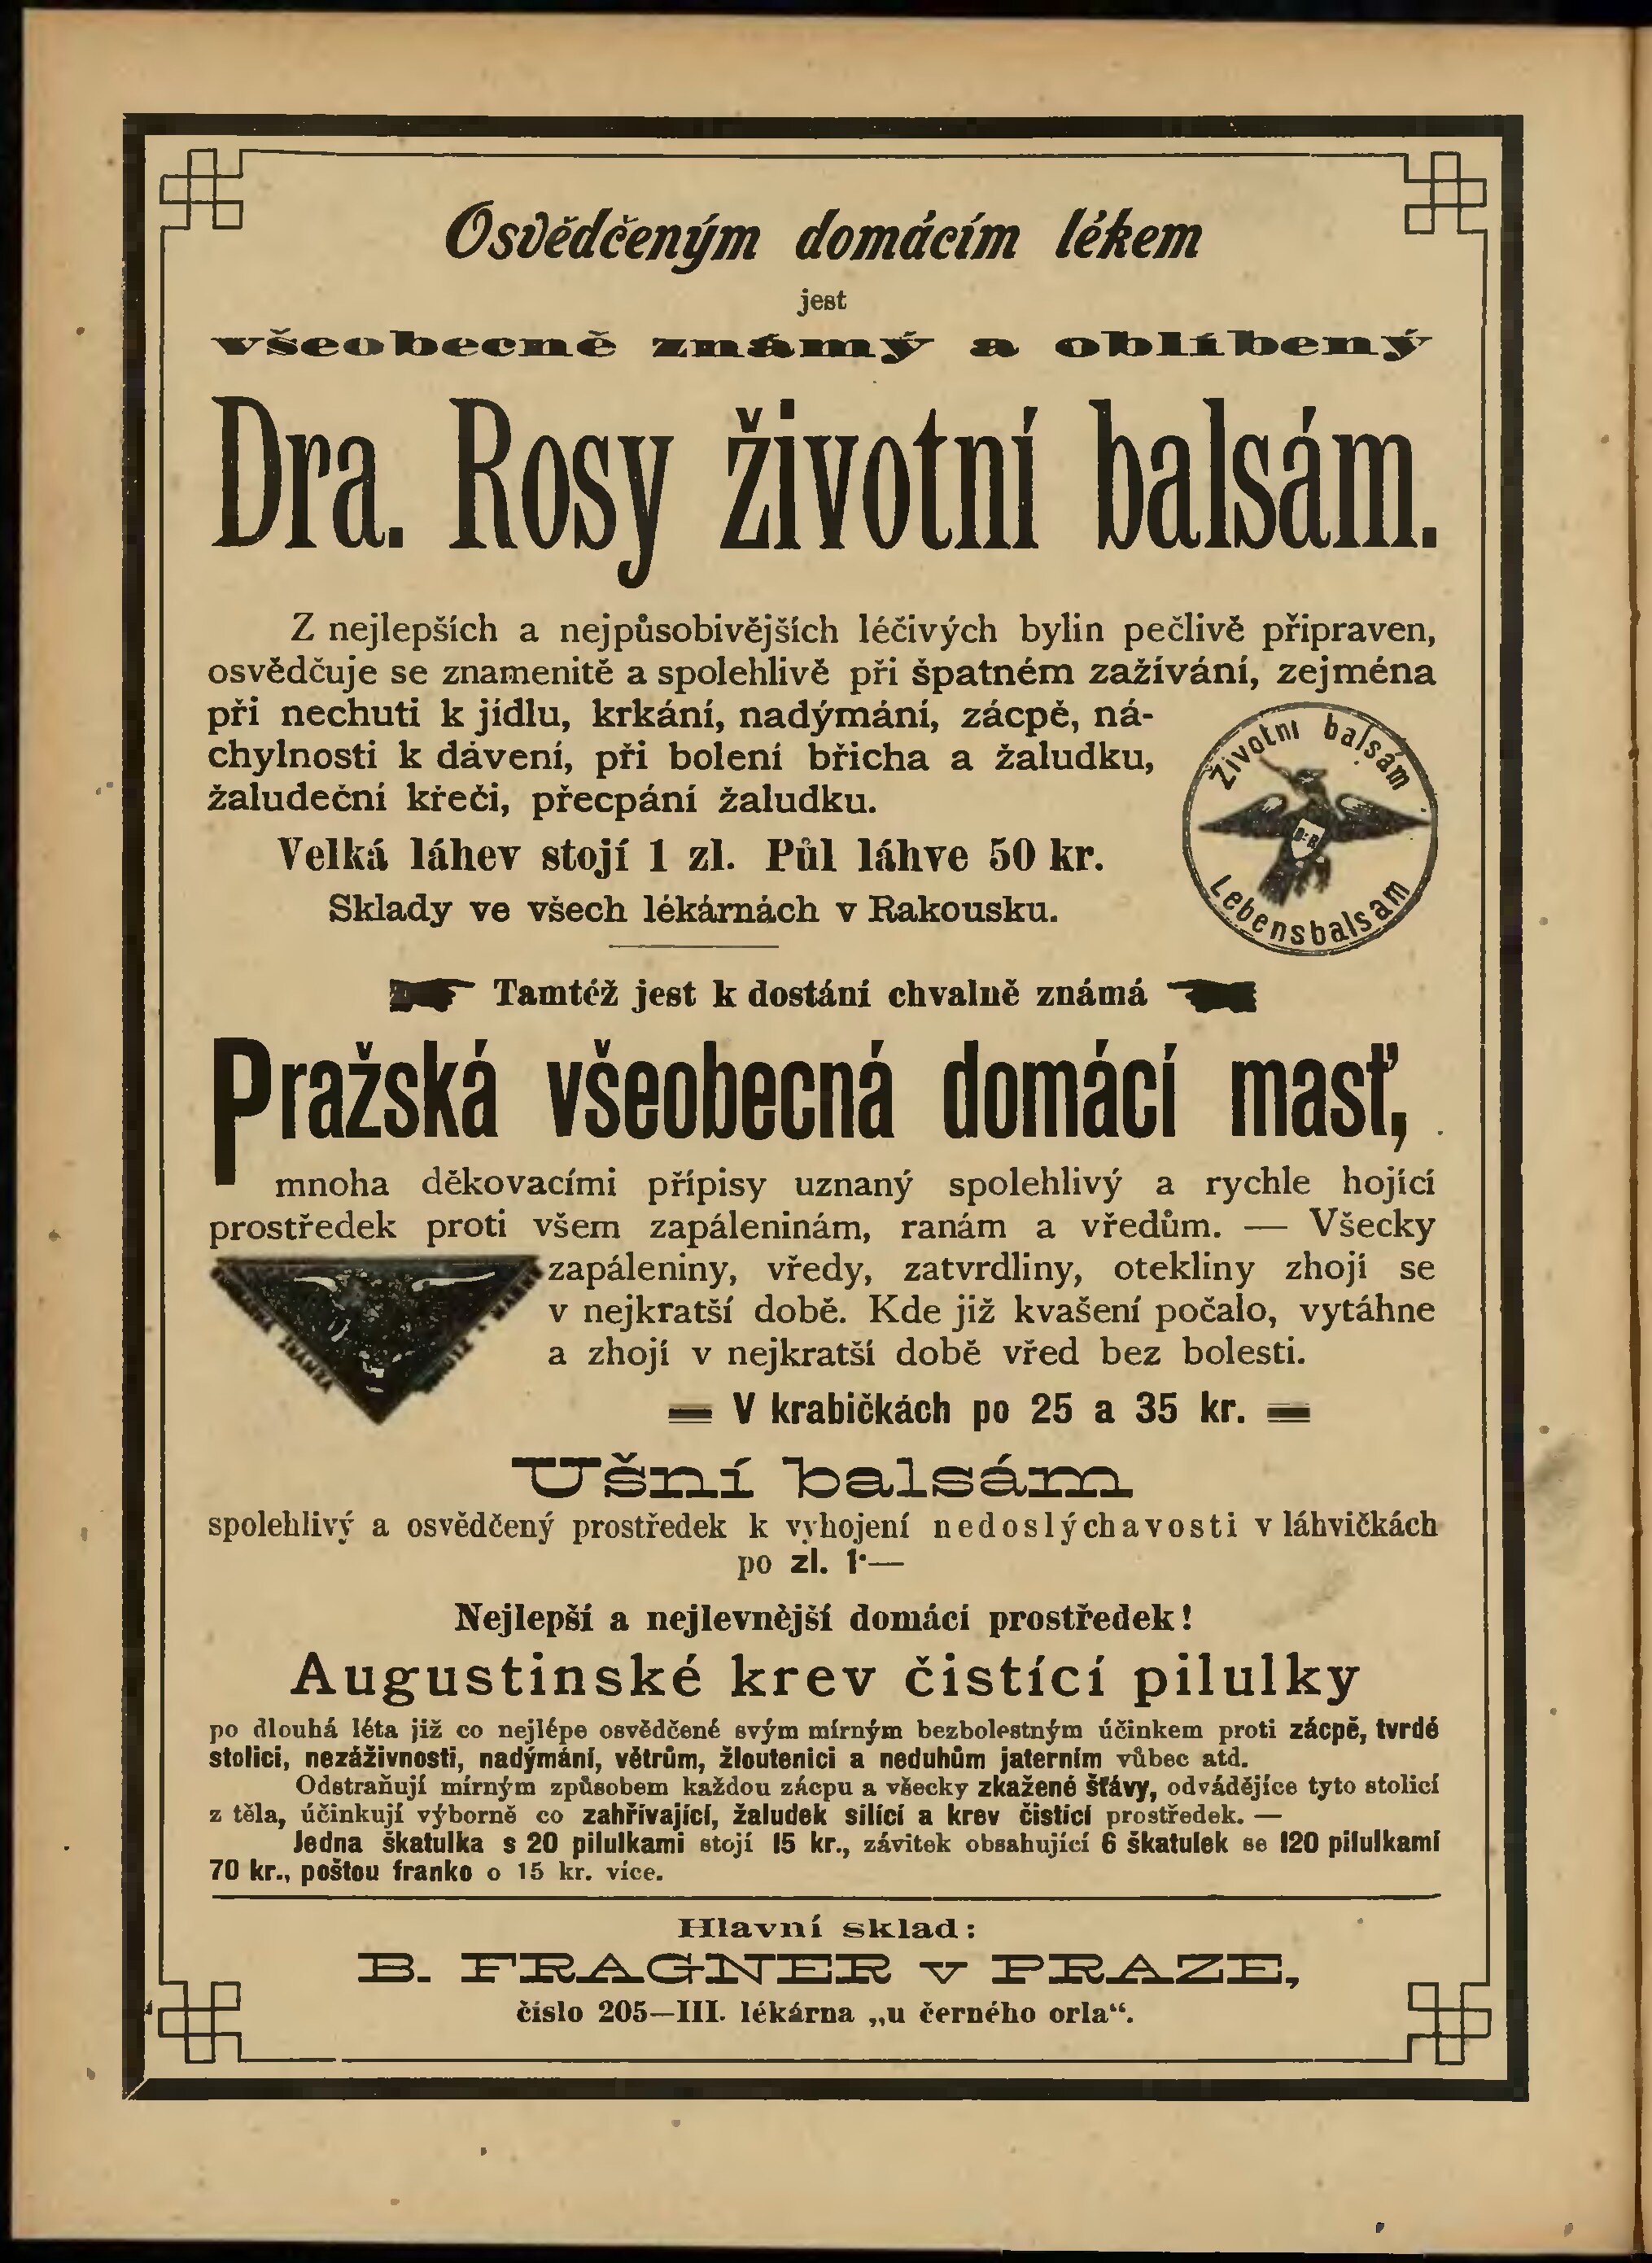 Osvědčeným domácím lékem
jest
všeobecně známý a oblíbený
Dra. Rosy životní balsám.
Z nejlepších a nejpůsobivějších léčivých bylin pečlivě připraven,
osvědčuje se znamenitě a spolehlivě při špatném zažívání, zejména
při nechuti k jídlu, krkání, nadýmání, zácpě, ná-
chylnosti k dávení, při bolení břicha a žaludku,
žaludeční křeči, přecpání žaludku.
Velká láhev stojí 1 zl. Půl láhve 50 kr.
Sklady ve všech lékárnách v Rakousku.
Životní balsám
Lebensbalsam
Tamtéž jest k dostání chvalně známá
Pražská všeobecná domácí masť,
mnoha děkovacími přípisy uznaný spolehlivý a rychle hojící
prostředek proti všem zapáleninám, ranám a vředům. — Všecky
zapáleniny, vředy, zatvrdliny, otekliny zhojí se
v nejkratší době. Kde již kvašení počalo, vytáhne
a zhojí v nejkratší době vřed bez bolesti.
V krabičkách po 25 a 35 kr.
Ušní balsám
spolehlivý a osvědčený prostředek k vyhojení nedoslýchavosti v láhvičkách
po zl. 1·—
Nejlepší a nejlevnější domácí prostředek!
Augustinské krev čistící pilulky
po dlouhá léta již co nejlépe osvědčené svým mírným bezbolestným účinkem proti zácpě, tvrdé
stolici, nezáživnosti, nadýmání, větrům, žloutenici a neduhům jaterním vůbec atd.
Odstraňují mírným způsobem každou zácpu a všecky zkažené šťávy, odvádějíce tyto stolicí
z těla, účinkují výborně co zahřívající, žaludek sílící a krev čistící prostředek. —
Jedna škatulka s 20 pilulkami stojí 15 kr., závitek obsahující 6 škatulek se 120 pilulkami
70 kr., poštou franko o 15 kr. více.
Hlavní sklad:
B. FRAGNER v PRAZE,
číslo 205—III. lékárna „u černého orla“.